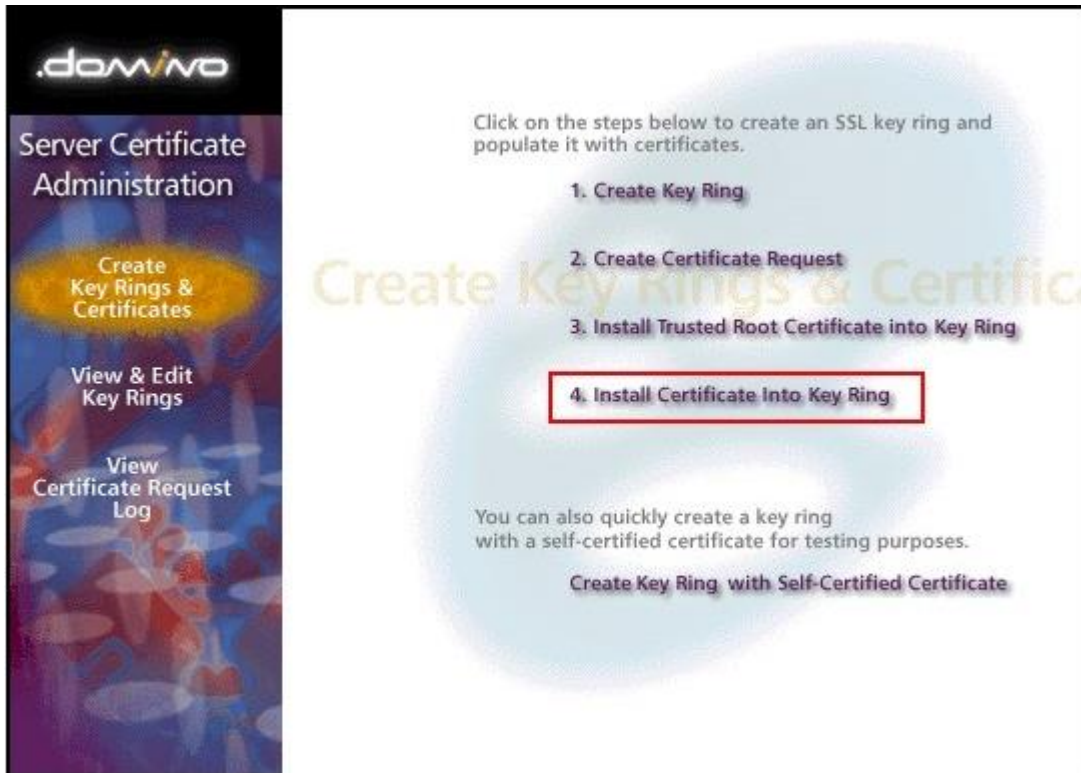 .domino
Server Certificate
Administration
Create
Key Rings &
Certificates
View & Edit
Key Rings
View
Certificate Request
Log
Create Key Rings & Certific
Click on the steps below to create an SSL key ring and
populate it with certificates.
1. Create Key Ring
2. Create Certificate Request
3. Install Trusted Root Certificate into Key Ring
4. Install Certificate Into Key Ring
You can also quickly create a key ring
with a self-certified certificate for testing purposes.
Create Key Ring with Self-Certified Certificate